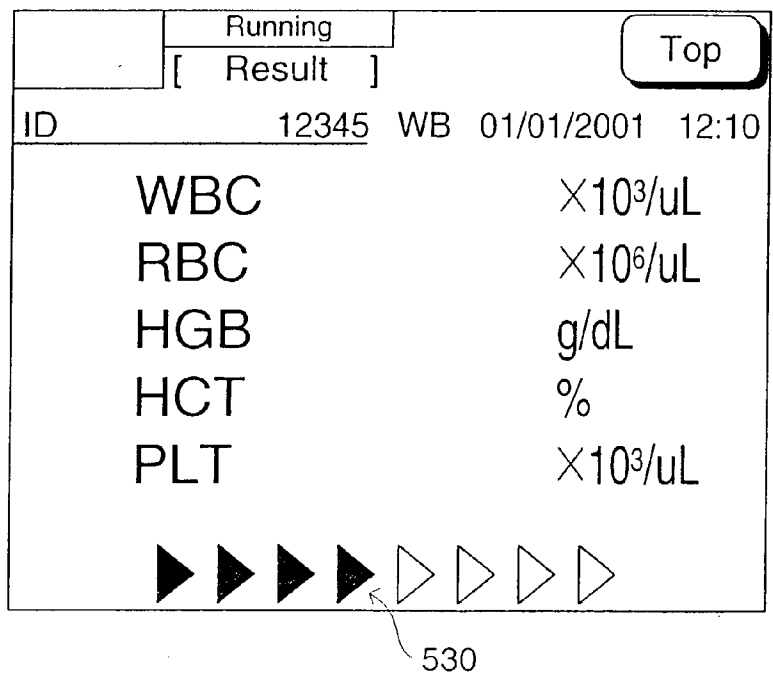 Running
[ Result ]
Top
ID 12345 WB 01/01/2001 12:10
WBC ×10³/uL
RBC ×10⁶/uL
HGB g/dL
HCT %
PLT ×10³/uL
530